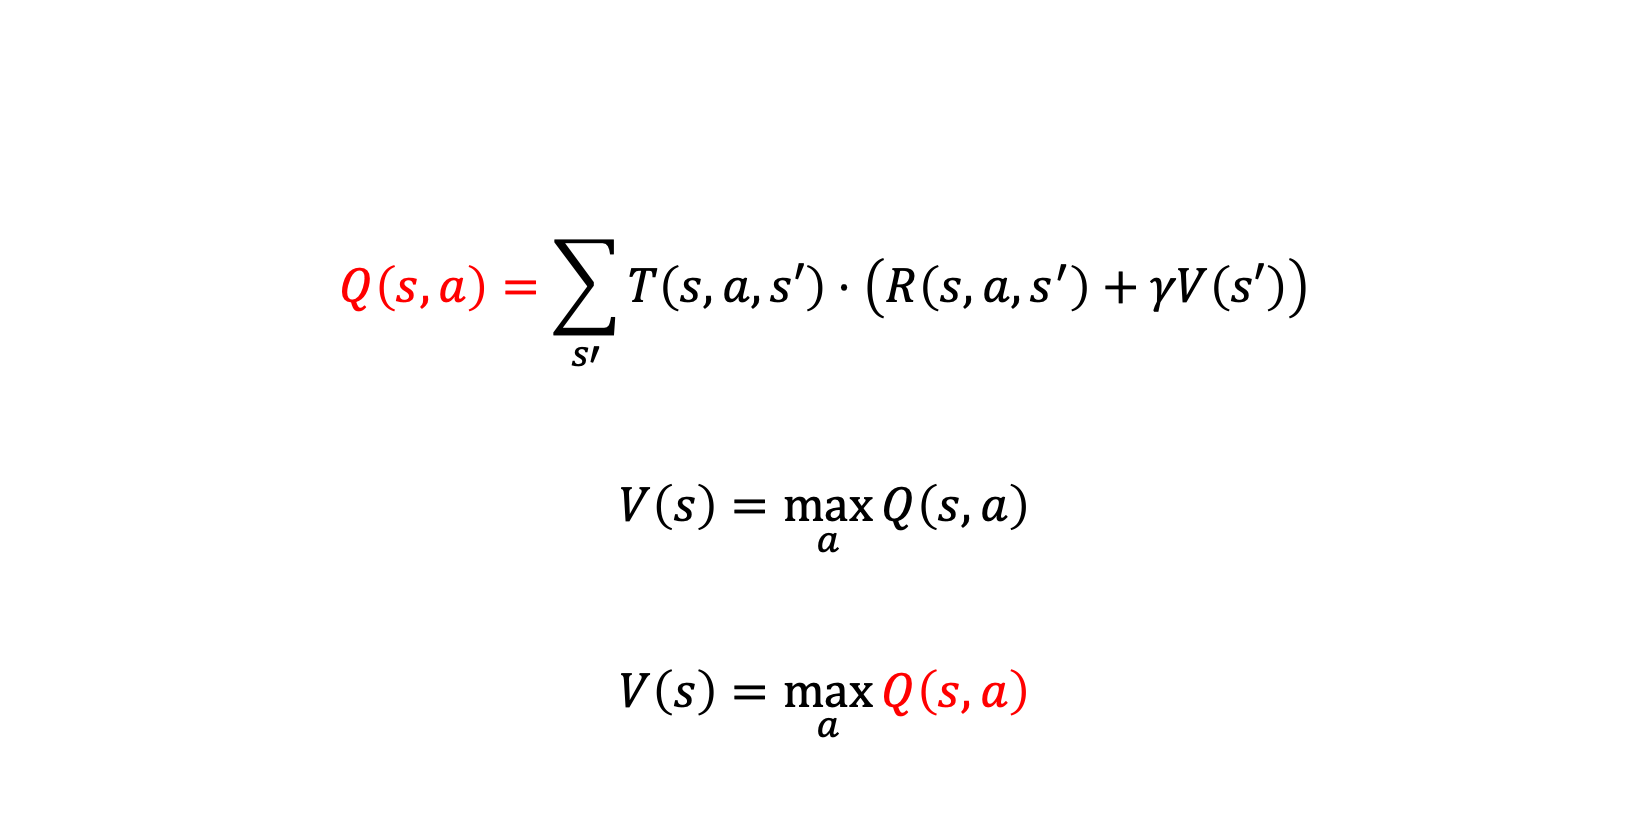 Q(s, a) = ∑_{s′} T(s, a, s′) · (R(s, a, s′) + γV(s′))
V(s) = max_a Q(s, a)
V(s) = max_a Q(s, a)